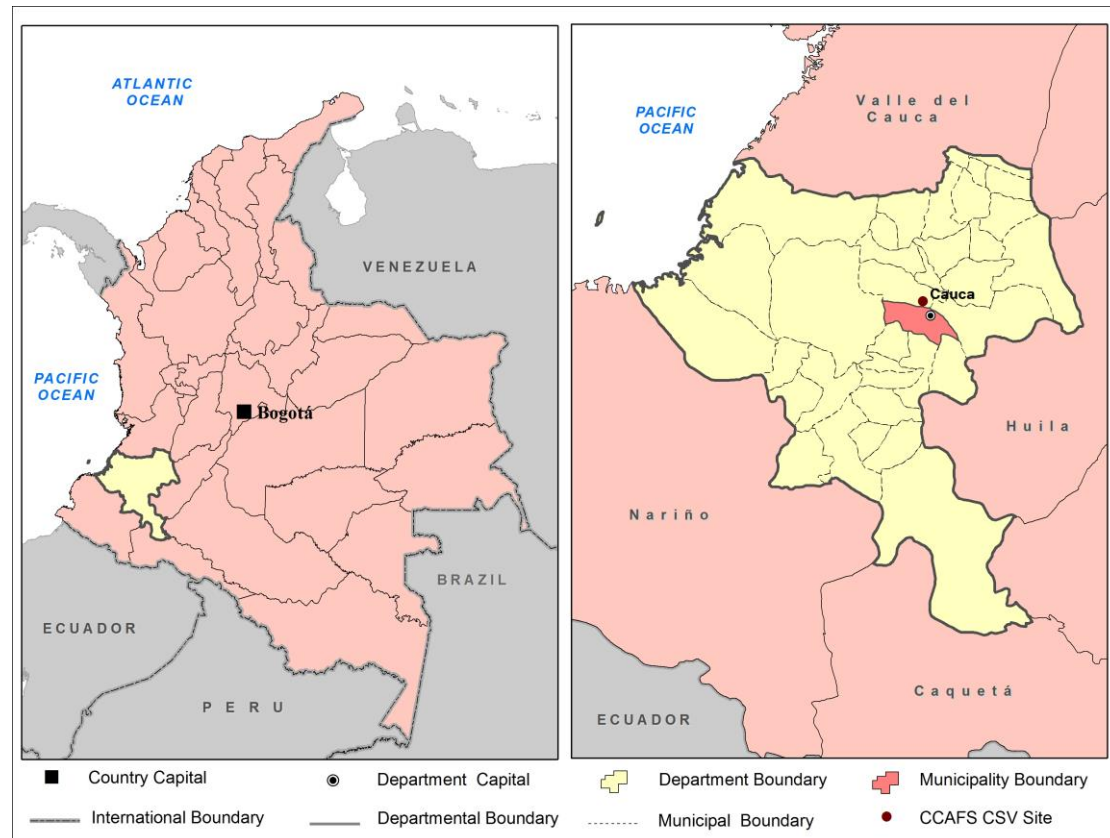 ATLANTIC
OCEAN
VENEZUELA
PACIFIC
OCEAN
Bogotá
BRAZIL
ECUADOR
PERU
PACIFIC
OCEAN
Valle del
Cauca
Cauca
Huila
Nariño
Caquetá
ECUADOR
Country Capital
Department Capital
Department Boundary
Municipality Boundary
International Boundary
Departmental Boundary
Municipal Boundary
CCAFS CSV Site